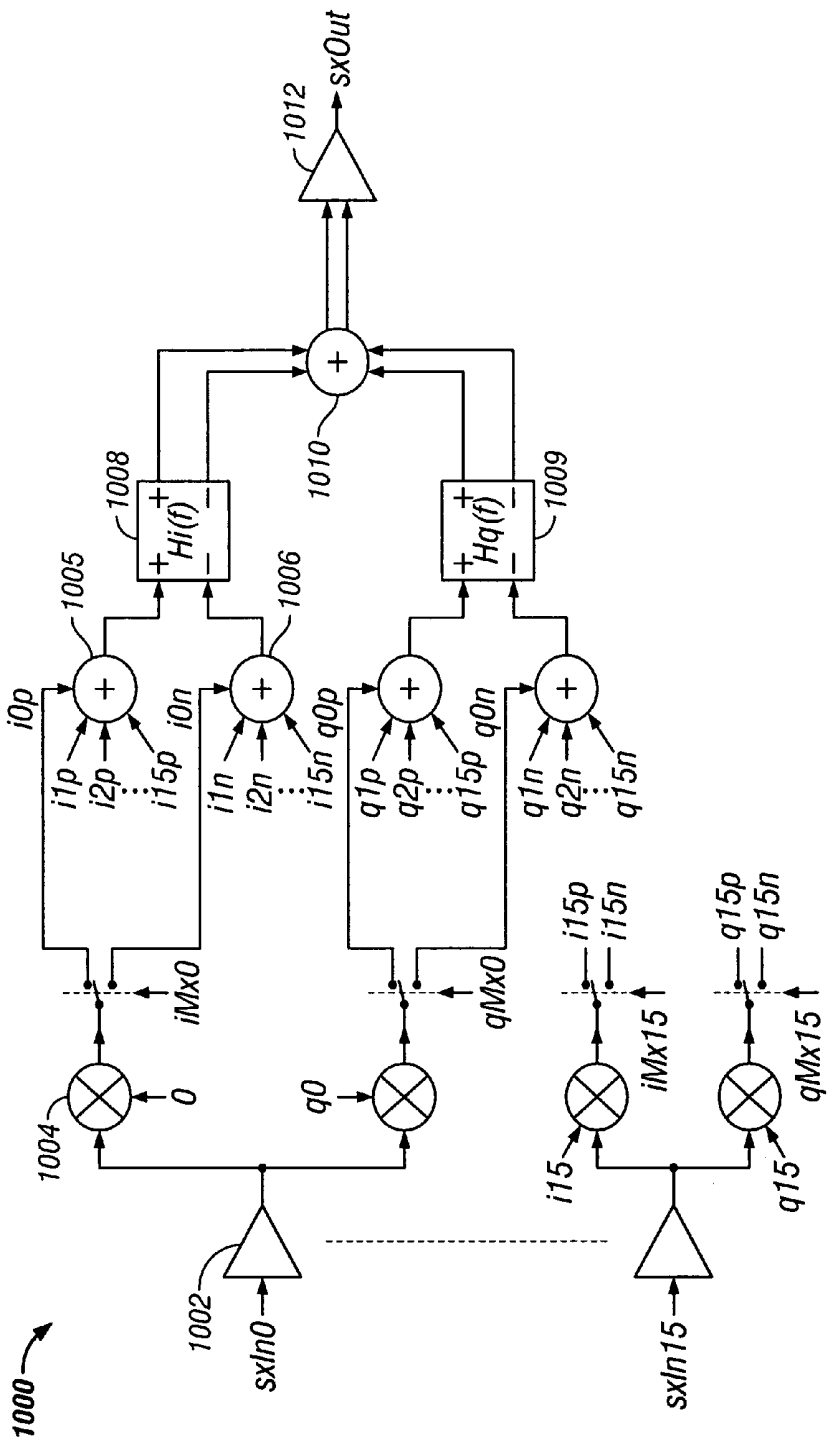 1000
sxIn0
1002
1004
0
iMx0
q0
qMx0
i0p
i1p
i2p
i15p
1005
i0n
i1n
i2n
i15n
1006
q0p
q1p
q2p
q15p
q0n
q1n
q2n
q15n
+
+
+
+
+ +
Hi(f)
− −
1008
+ +
Hq(f)
− −
1009
+
1010
1012
sxOut
sxIn15
i15
iMx15
i15p
i15n
q15
qMx15
q15p
q15n